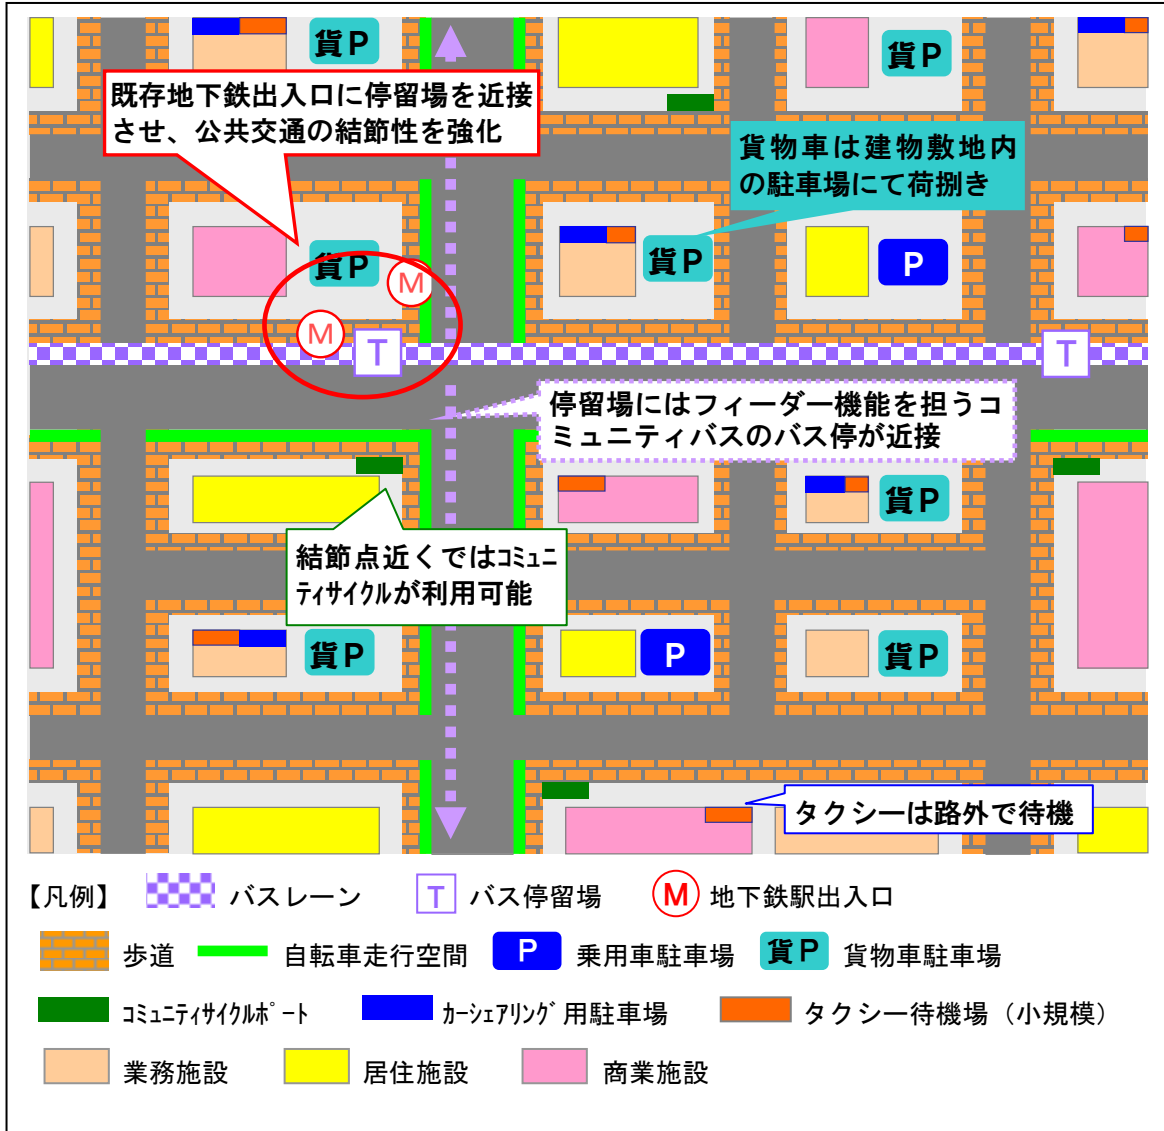 貨P
貨P
既存地下鉄出入口に停留場を近接
させ、公共交通の結節性を強化
貨物車は建物敷地内
の駐車場にて荷捌き
貨P
M
貨P
P
M
T
T
停留場にはフィーダー機能を担うコ
ミュニティバスのバス停が近接
貨P
結節点近くではｺﾐｭﾆ
ﾃｨｻｲｸﾙが利用可能
貨P
P
貨P
タクシーは路外で待機
【凡例】 バスレーン T バス停留場 M 地下鉄駅出入口
歩道 自転車走行空間 P 乗用車駐車場 貨P 貨物車駐車場
ｺﾐｭﾆﾃｨｻｲｸﾙﾎﾟｰﾄ ｶｰｼｪｱﾘﾝｸﾞ用駐車場 タクシー待機場（小規模）
業務施設 居住施設 商業施設